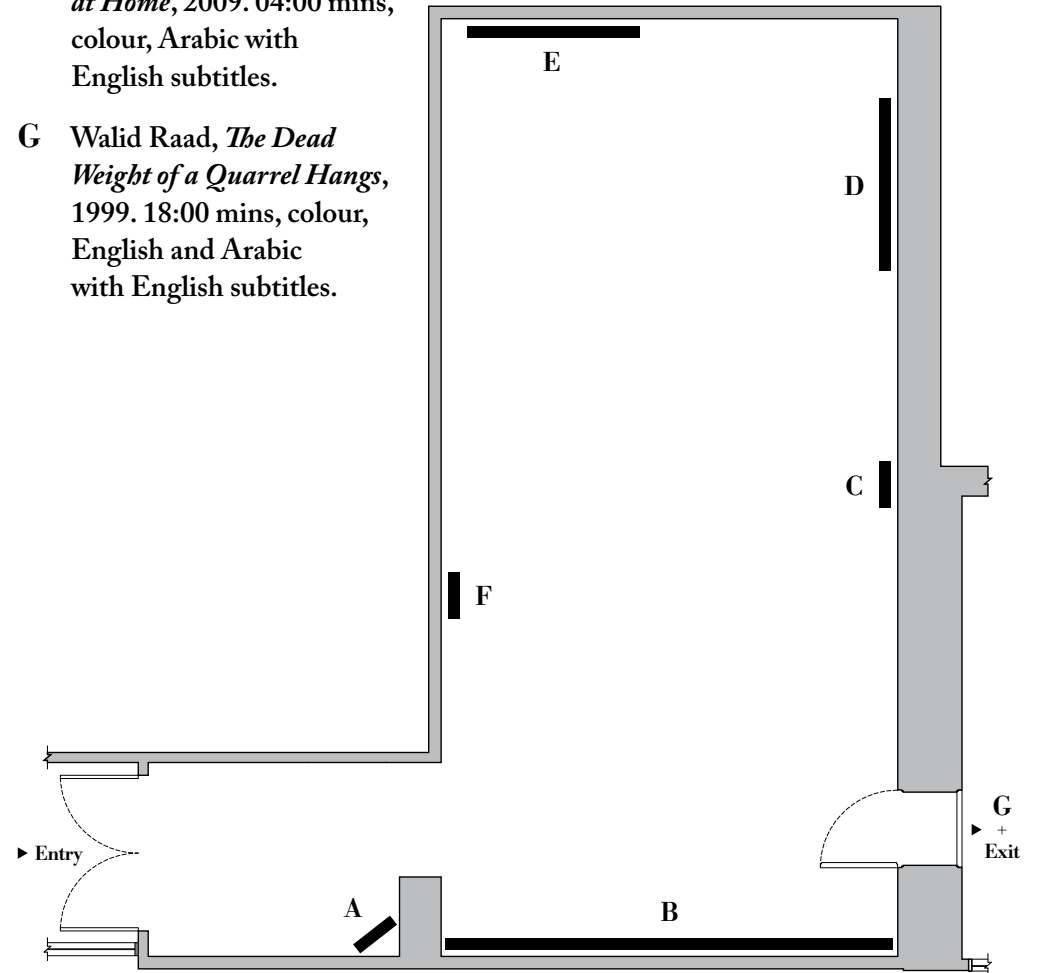 at Home, 2009. 04:00 mins,
colour, Arabic with
English subtitles.
G Walid Raad, The Dead
Weight of a Quarrel Hangs,
1999. 18:00 mins, colour,
English and Arabic
with English subtitles.
E
D
C
F
A
B
Entry
G
+
Exit